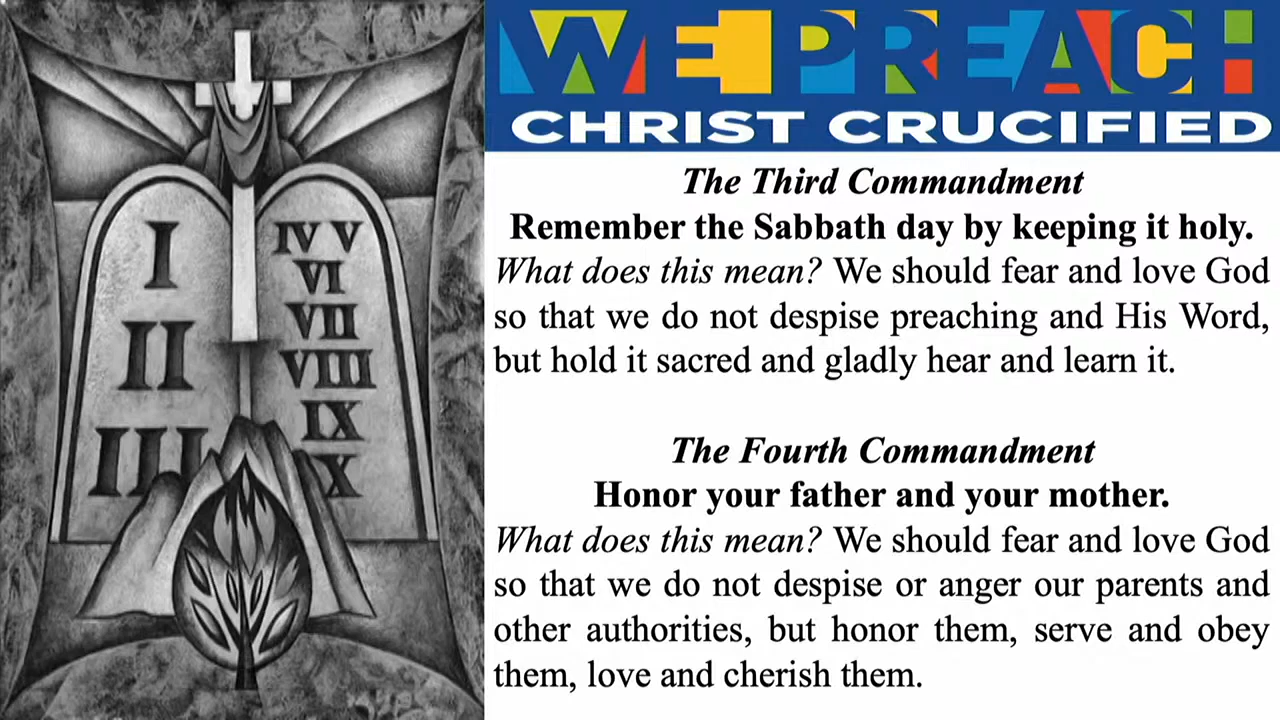 I
II
III
IV V
VI
VII
VIII
IX
X
WE PREACH
CHRIST CRUCIFIED
The Third Commandment
Remember the Sabbath day by keeping it holy.
What does this mean? We should fear and love God
so that we do not despise preaching and His Word,
but hold it sacred and gladly hear and learn it.
The Fourth Commandment
Honor your father and your mother.
What does this mean? We should fear and love God
so that we do not despise or anger our parents and
other authorities, but honor them, serve and obey
them, love and cherish them.